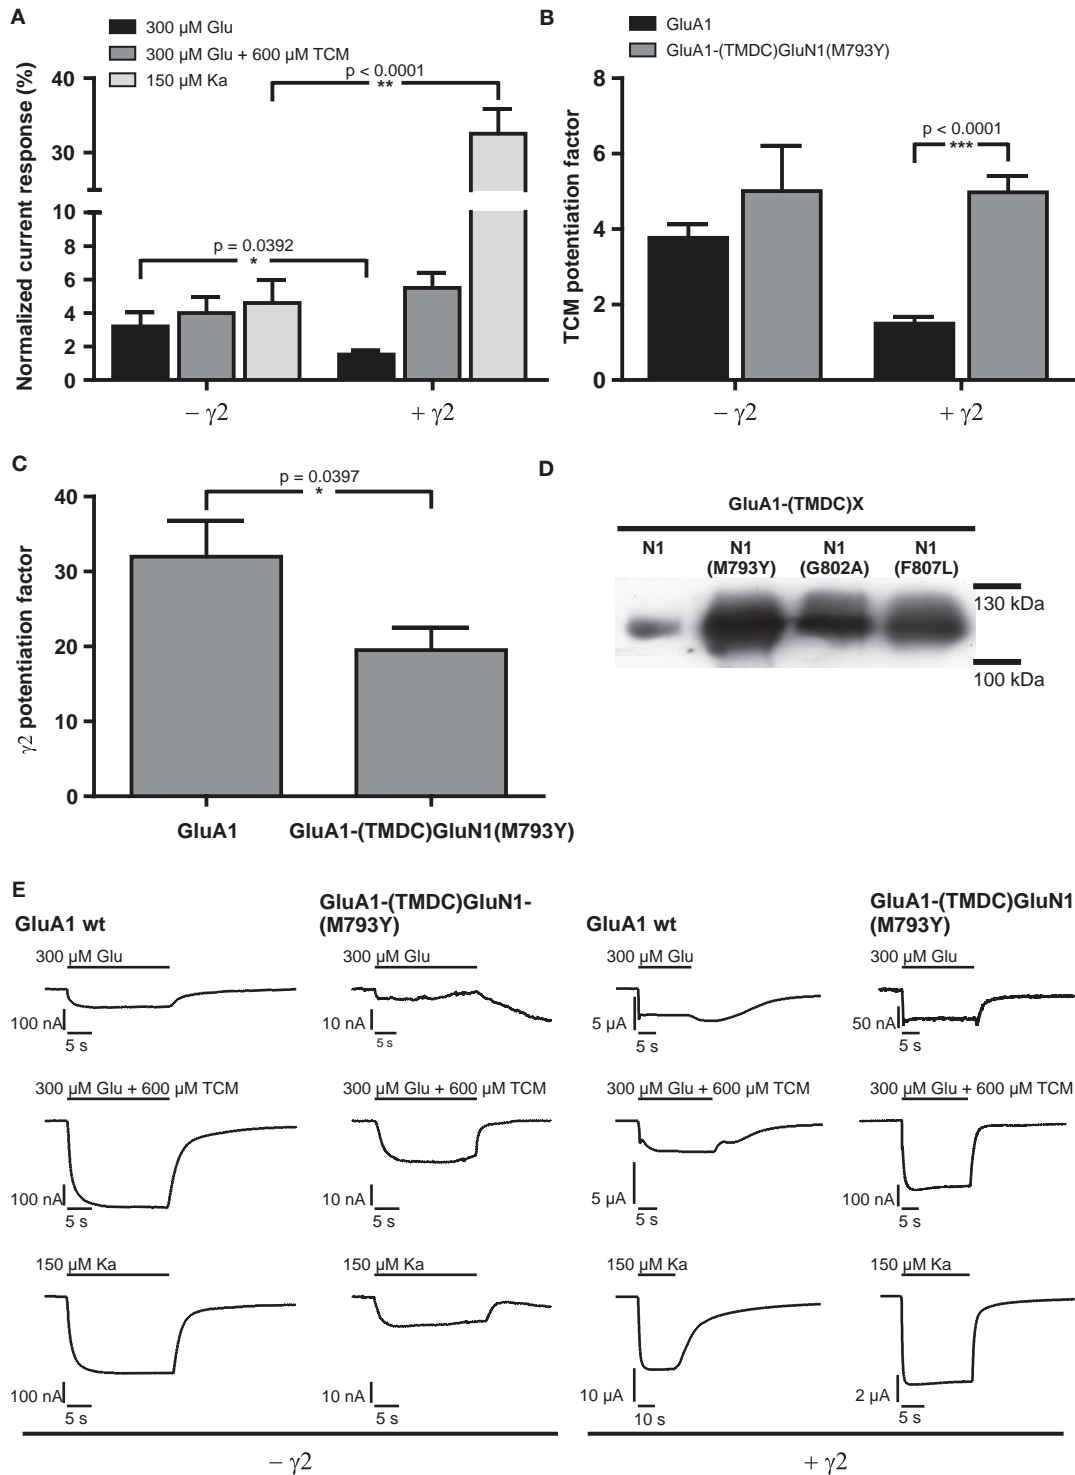 A
300 µM Glu
300 µM Glu + 600 µM TCM
150 µM Ka
Normalized current response (%)
40
30
10
8
6
4
2
0
p < 0.0001
**
p = 0.0392
*
– γ2
+ γ2
B
GluA1
GluA1-(TMDC)GluN1(M793Y)
TCM potentiation factor
8
6
4
2
0
p < 0.0001
***
– γ2
+ γ2
C
γ2 potentiation factor
40
30
20
10
0
p = 0.0397
*
GluA1
GluA1-(TMDC)GluN1(M793Y)
D
GluA1-(TMDC)X
N1
N1
(M793Y)
N1
(G802A)
N1
(F807L)
130 kDa
100 kDa
E
GluA1 wt
GluA1-(TMDC)GluN1-
(M793Y)
GluA1 wt
GluA1-(TMDC)GluN1
(M793Y)
300 µM Glu
300 µM Glu
300 µM Glu
300 µM Glu
100 nA
5 s
10 nA
5 s
5 µA
5 s
50 nA
5 s
300 µM Glu + 600 µM TCM
300 µM Glu + 600 µM TCM
300 µM Glu + 600 µM TCM
300 µM Glu + 600 µM TCM
100 nA
5 s
10 nA
5 s
5 µA
5 s
100 nA
5 s
150 µM Ka
150 µM Ka
150 µM Ka
150 µM Ka
100 nA
5 s
10 nA
5 s
10 µA
10 s
2 µA
5 s
– γ2
+ γ2